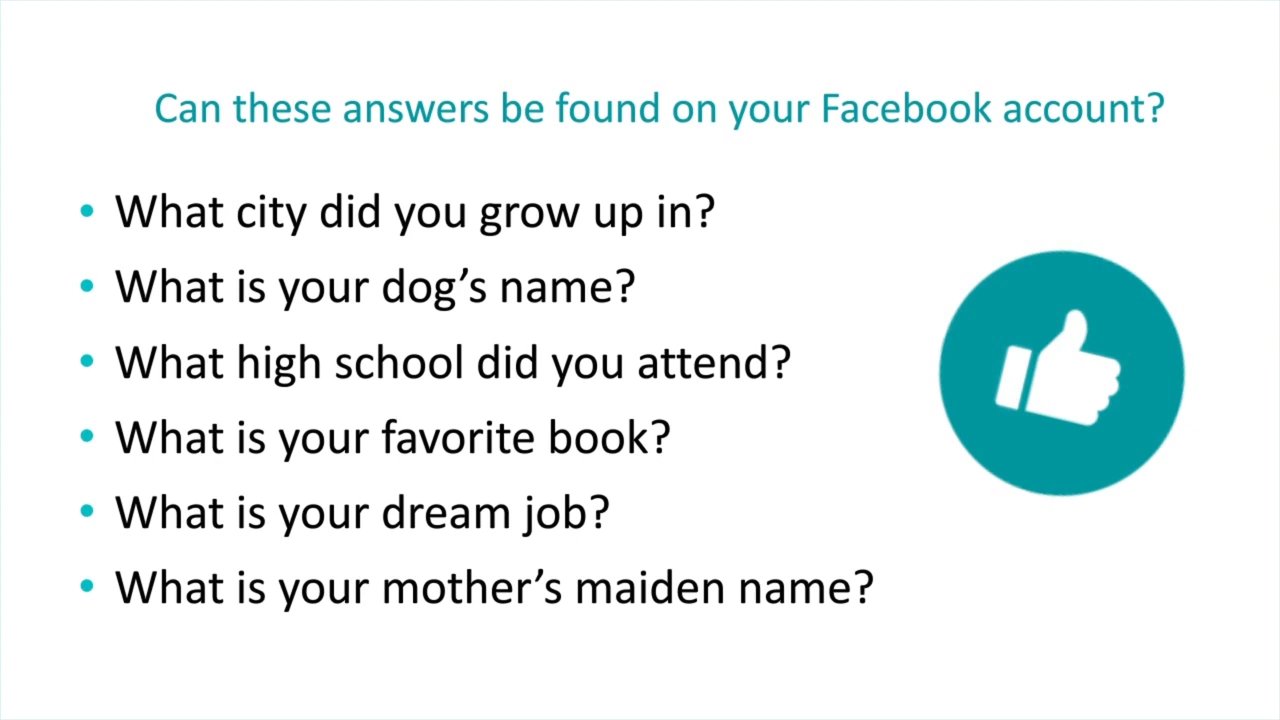 Can these answers be found on your Facebook account?
• What city did you grow up in?
• What is your dog’s name?
• What high school did you attend?
• What is your favorite book?
• What is your dream job?
• What is your mother’s maiden name?